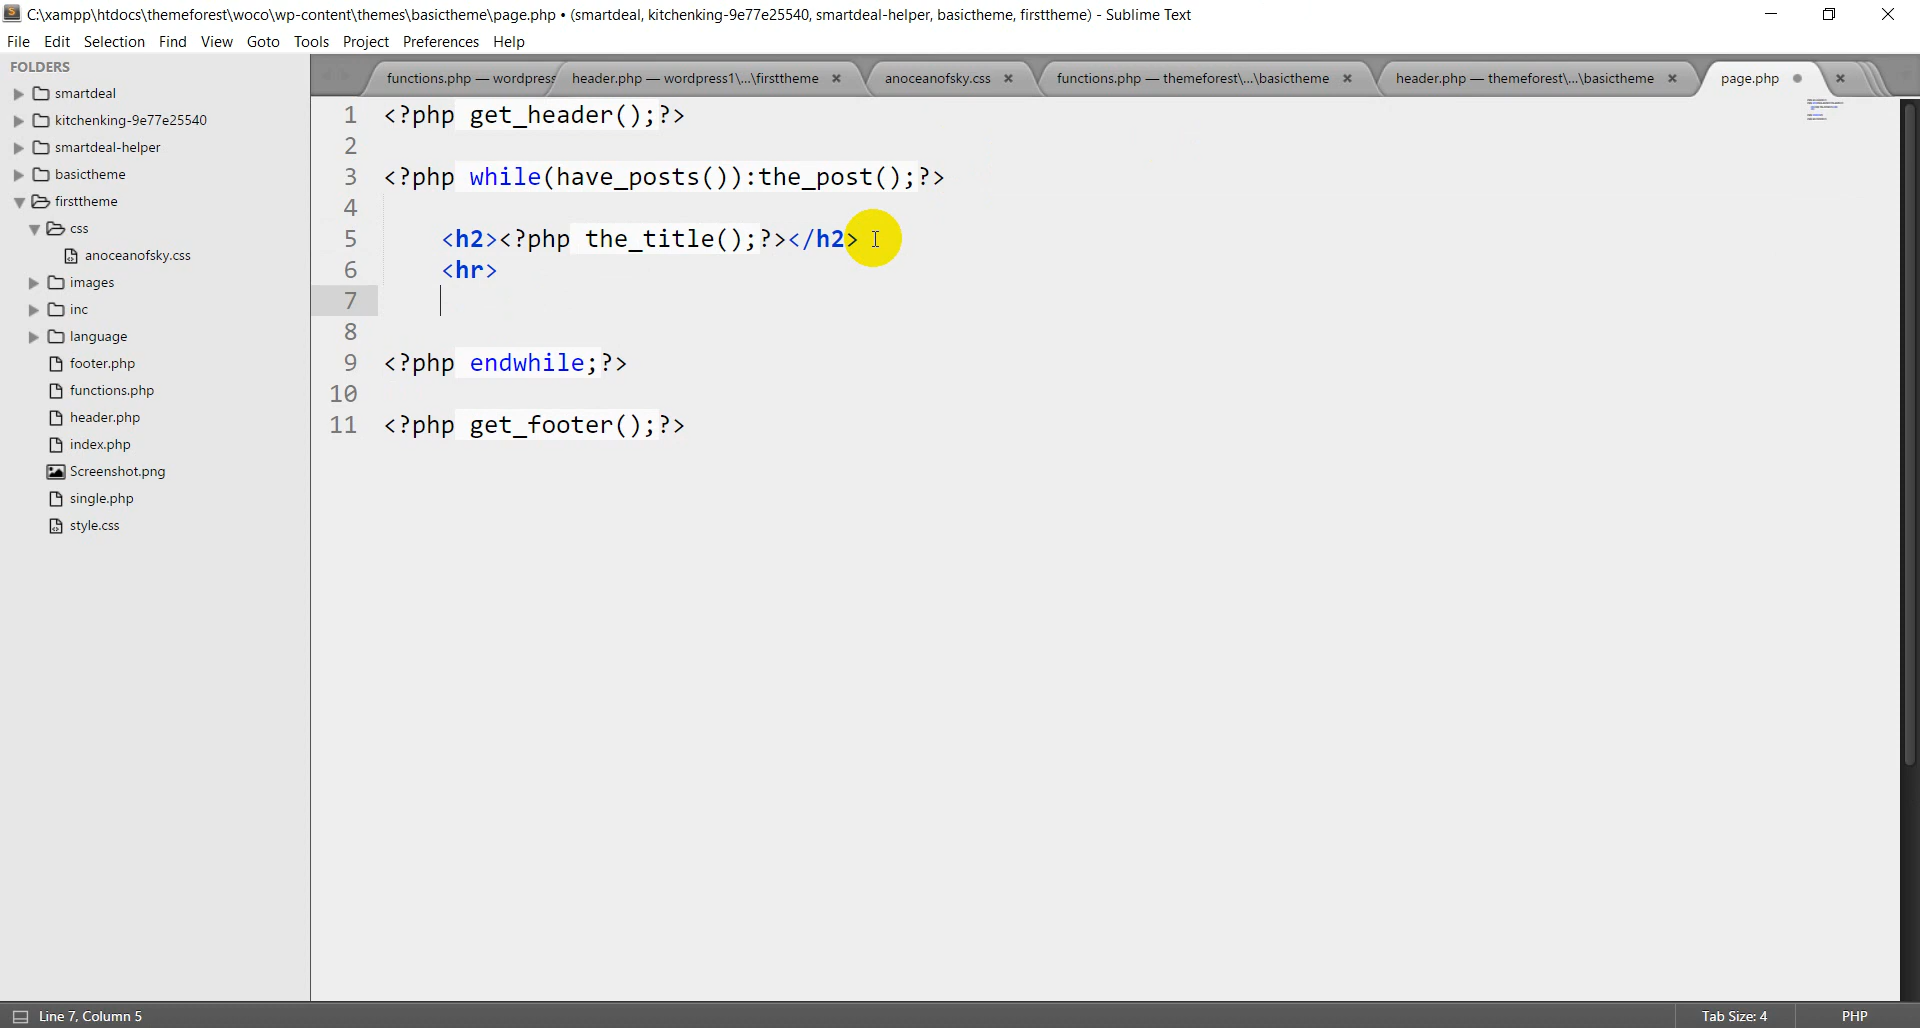 C:\xampp\htdocs\themeforest\woco\wp-content\themes\basictheme\page.php • (smartdeal, kitchenking-9e77e25540, smartdeal-helper, basictheme, firsttheme) - Sublime Text
File Edit Selection Find View Goto Tools Project Preferences Help
FOLDERS
smartdeal
kitchenking-9e77e25540
smartdeal-helper
basictheme
firsttheme
css
anoceanofsky.css
images
inc
language
footer.php
functions.php
header.php
index.php
Screenshot.png
single.php
style.css
functions.php — wordpress header.php — wordpress1\...\firsttheme anoceanofsky.css functions.php — themeforest\...\basictheme header.php — themeforest\...\basictheme page.php
1 <?php get_header();?>
2
3 <?php while(have_posts()):the_post();?>
4
5 <h2><?php the_title();?></h2>
6 <hr>
7
8
9 <?php endwhile;?>
10
11 <?php get_footer();?>
Line 7, Column 5 Tab Size: 4 PHP